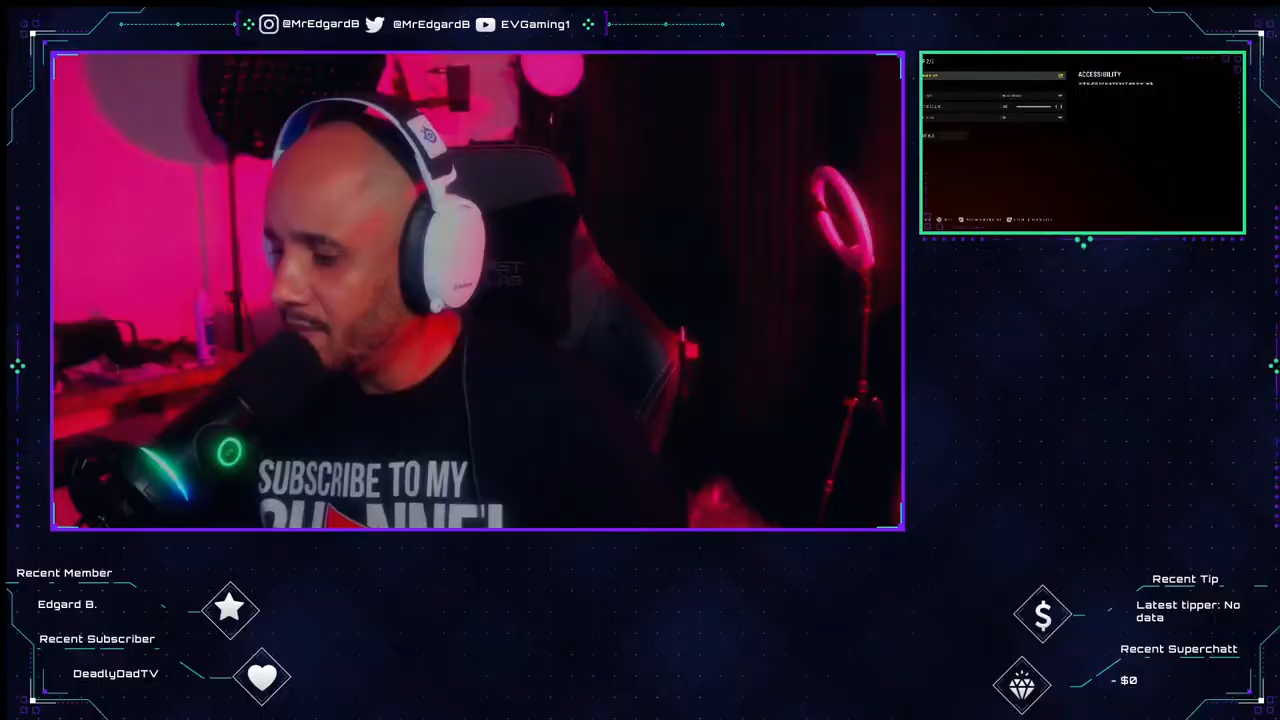 @MrEdgardB @MrEdgardB EVGaming1
ACCESSIBILITY
SUBSCRIBE TO MY
CHANNEL
Recent Member
Edgard B.
Recent Subscriber
DeadlyDadTV
Recent Tip
Latest tipper: No
data
Recent Superchatt
- $0